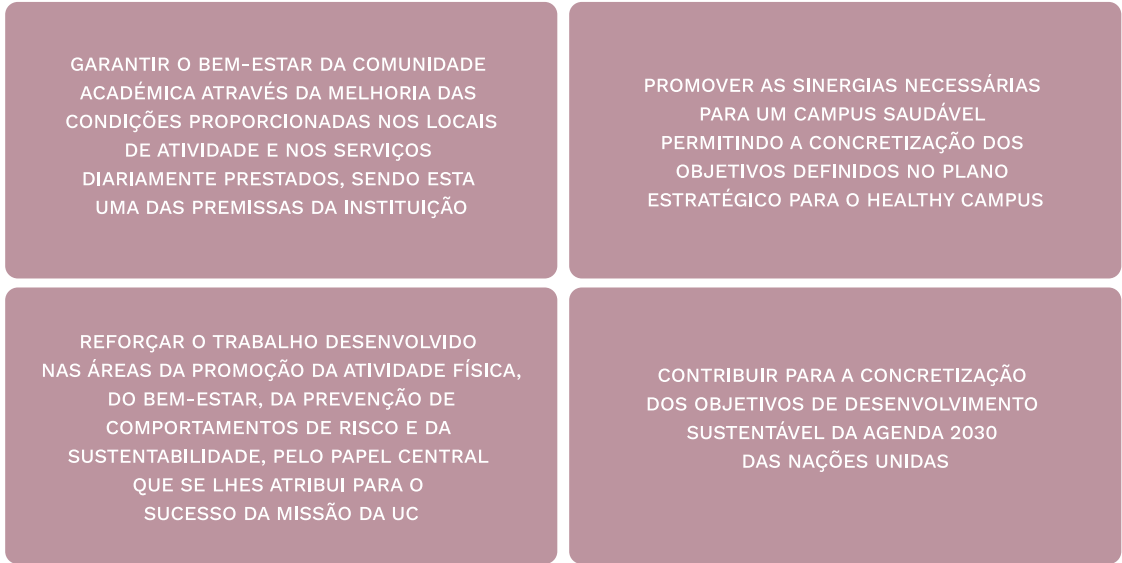 GARANTIR O BEM-ESTAR DA COMUNIDADE
ACADÉMICA ATRAVÉS DA MELHORIA DAS
CONDIÇÕES PROPORCIONADAS NOS LOCAIS
DE ATIVIDADE E NOS SERVIÇOS
DIARIAMENTE PRESTADOS, SENDO ESTA
UMA DAS PREMISSAS DA INSTITUIÇÃO
PROMOVER AS SINERGIAS NECESSÁRIAS
PARA UM CAMPUS SAUDÁVEL
PERMITINDO A CONCRETIZAÇÃO DOS
OBJETIVOS DEFINIDOS NO PLANO
ESTRATÉGICO PARA O HEALTHY CAMPUS
REFORÇAR O TRABALHO DESENVOLVIDO
NAS ÁREAS DA PROMOÇÃO DA ATIVIDADE FÍSICA,
DO BEM-ESTAR, DA PREVENÇÃO DE
COMPORTAMENTOS DE RISCO E DA
SUSTENTABILIDADE, PELO PAPEL CENTRAL
QUE SE LHES ATRIBUI PARA O
SUCESSO DA MISSÃO DA UC
CONTRIBUIR PARA A CONCRETIZAÇÃO
DOS OBJETIVOS DE DESENVOLVIMENTO
SUSTENTÁVEL DA AGENDA 2030
DAS NAÇÕES UNIDAS